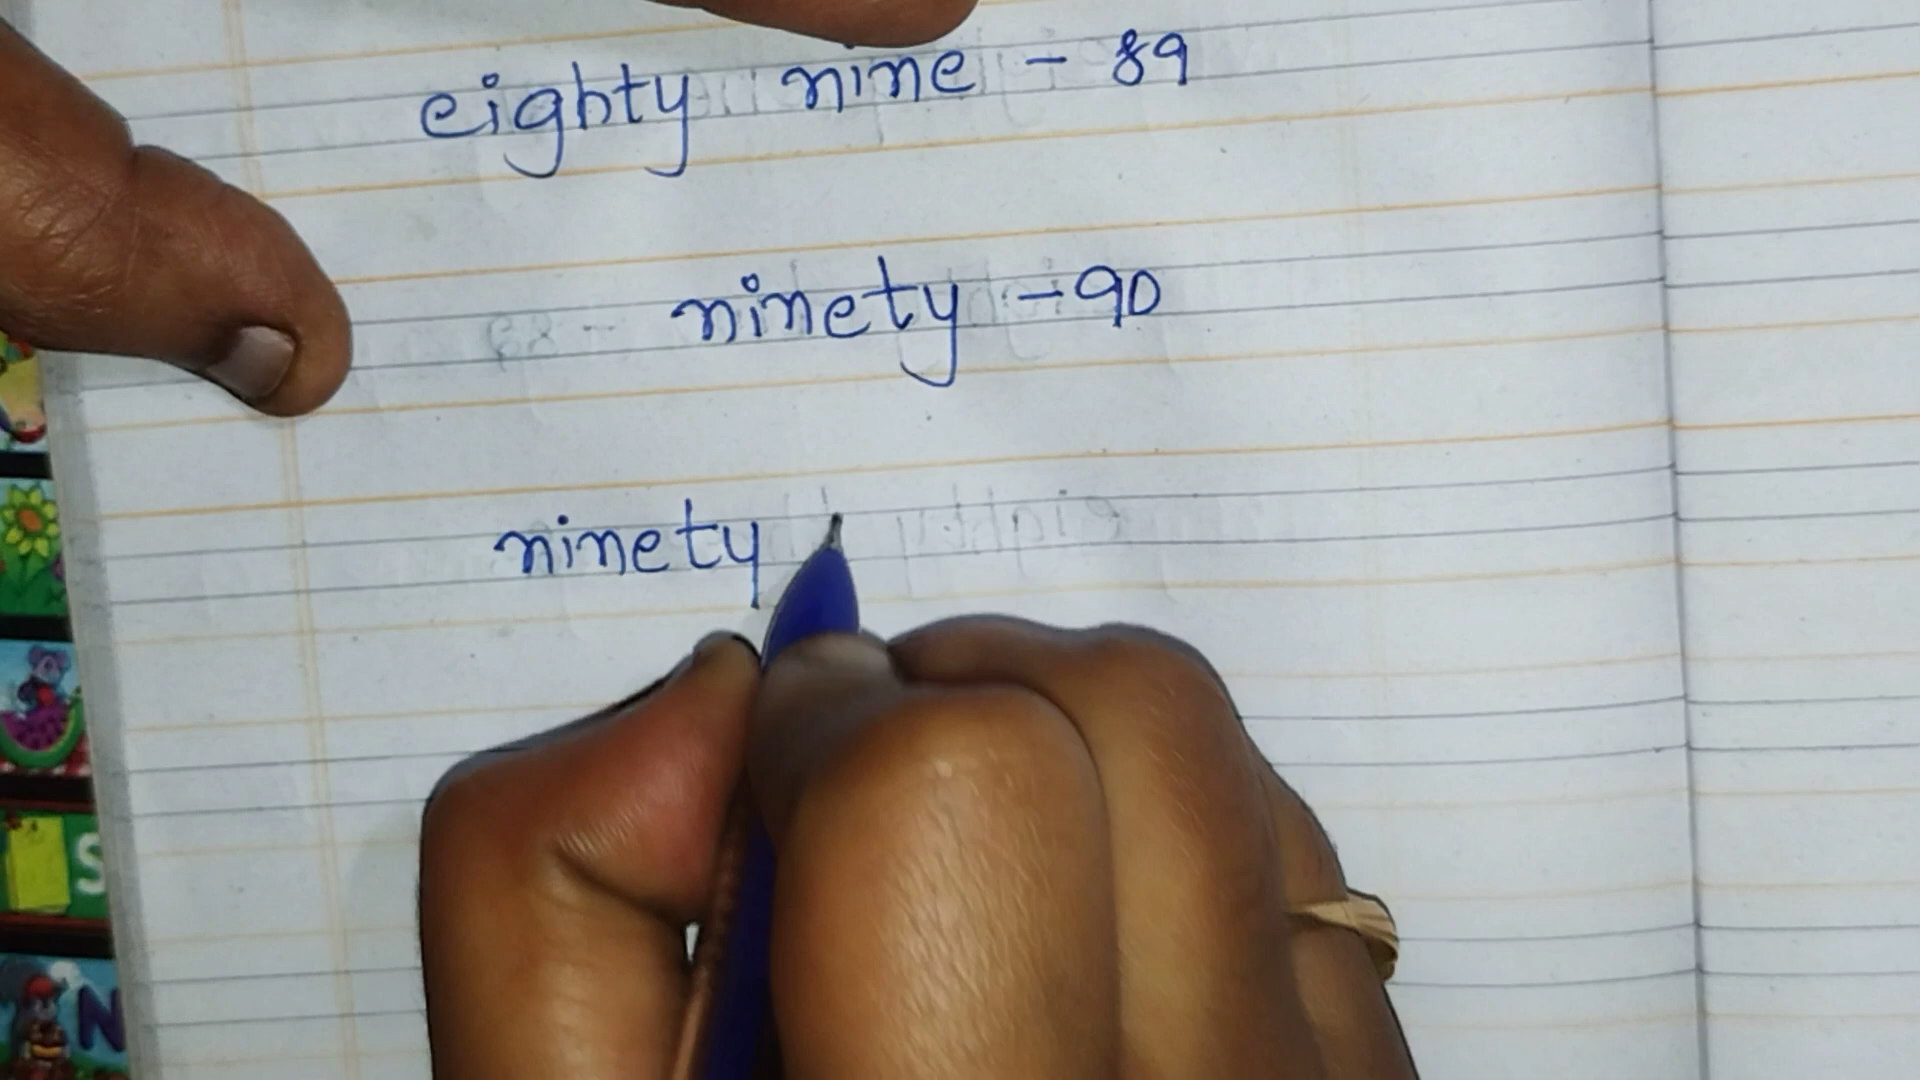 eighty nine - 89
ninety - 90
ninety
S
N